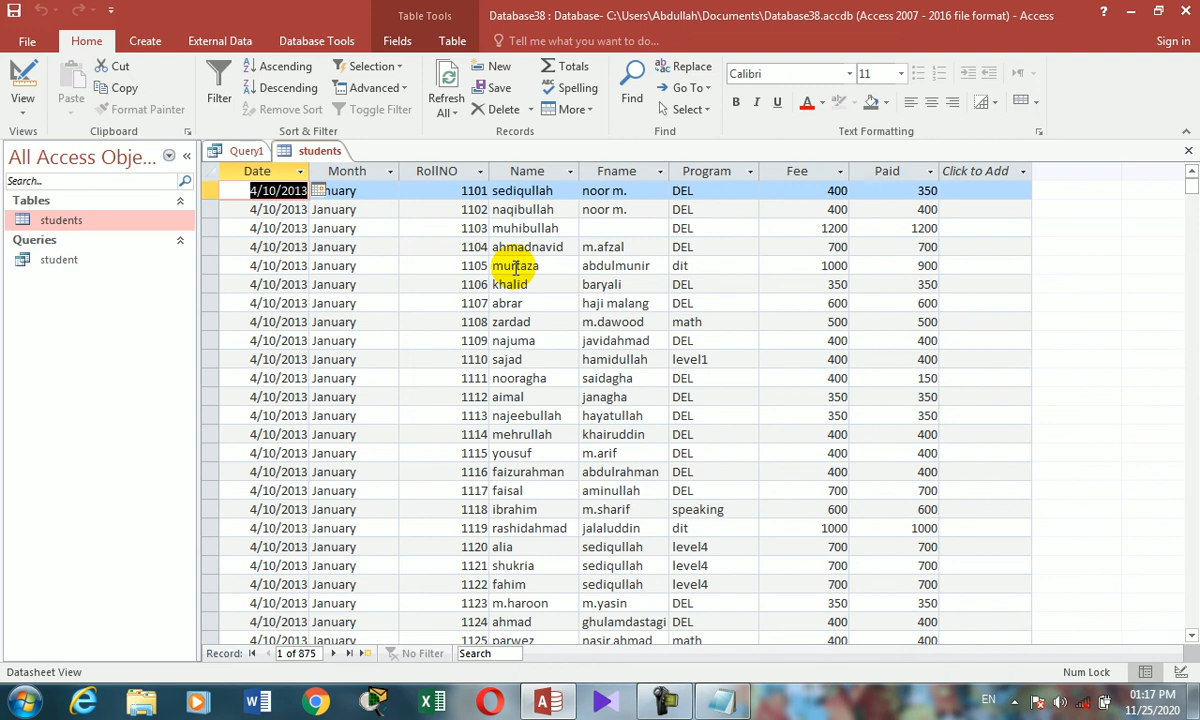 Table Tools
Database38 : Database- C:\Users\Abdullah\Documents\Database38.accdb (Access 2007 - 2016 file format) - Access
?
File Home Create External Data Database Tools Fields Table Tell me what you want to do... Sign in
View
Views
Paste
Cut
Copy
Format Painter
Clipboard
Filter
Ascending
Descending
Remove Sort
Selection
Advanced
Toggle Filter
Sort & Filter
Refresh All
New
Save
Delete
Totals
Spelling
More
Records
Find
Replace
Go To
Select
Find
Calibri 11
B I U A
Text Formatting
All Access Obje...
Search...
Tables
students
Queries
student
Query1 students
Date Month RollNO Name Fname Program Fee Paid Click to Add
4/10/2013 nuary 1101 sediqullah noor m. DEL 400 350
4/10/2013 January 1102 naqibullah noor m. DEL 400 400
4/10/2013 January 1103 muhibullah DEL 1200 1200
4/10/2013 January 1104 ahmadnavid m.afzal DEL 700 700
4/10/2013 January 1105 murtaza abdulmunir dit 1000 900
4/10/2013 January 1106 khalid baryali DEL 350 350
4/10/2013 January 1107 abrar haji malang DEL 600 600
4/10/2013 January 1108 zardad m.dawood math 500 500
4/10/2013 January 1109 najuma javidahmad DEL 400 400
4/10/2013 January 1110 sajad hamidullah level1 400 400
4/10/2013 January 1111 nooragha saidagha DEL 400 150
4/10/2013 January 1112 aimal janagha DEL 350 350
4/10/2013 January 1113 najeebullah hayatullah DEL 350 350
4/10/2013 January 1114 mehrullah khairuddin DEL 400 400
4/10/2013 January 1115 yousuf m.arif DEL 400 400
4/10/2013 January 1116 faizurahman abdulrahman DEL 400 400
4/10/2013 January 1117 faisal aminullah DEL 700 700
4/10/2013 January 1118 ibrahim m.sharif speaking 600 600
4/10/2013 January 1119 rashidahmad jalaluddin dit 1000 1000
4/10/2013 January 1120 alia sediqullah level4 700 700
4/10/2013 January 1121 shukria sediqullah level4 700 700
4/10/2013 January 1122 fahim sediqullah level4 700 700
4/10/2013 January 1123 m.haroon m.yasin DEL 350 350
4/10/2013 January 1124 ahmad ghulamdastagi DEL 400 400
4/10/2013 January 1125 parwez nasir ahmad math 400 400
Record: 1 of 875 No Filter Search
Datasheet View Num Lock
EN 01:17 PM
11/25/2020